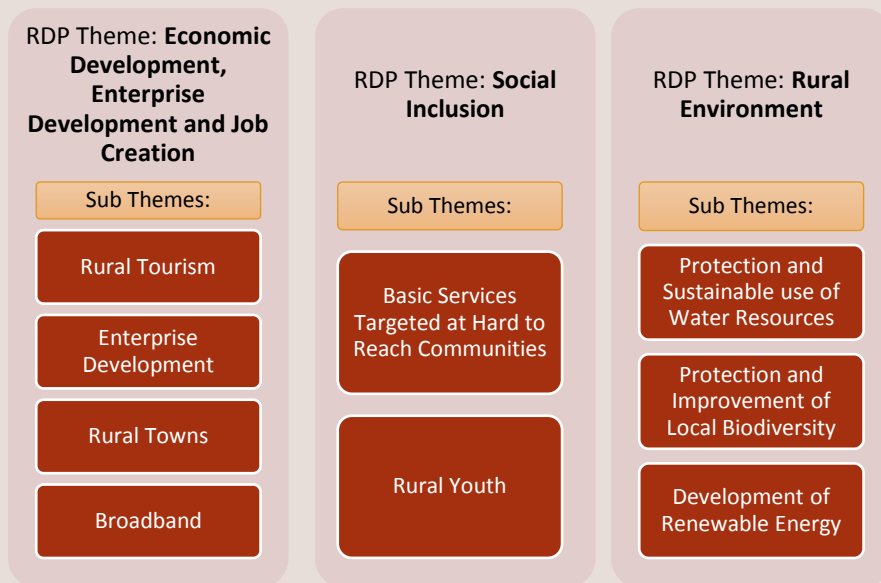 RDP Theme: Economic
Development,
Enterprise
Development and Job
Creation
Sub Themes:
Rural Tourism
Enterprise
Development
Rural Towns
Broadband
RDP Theme: Social
Inclusion
Sub Themes:
Basic Services
Targeted at Hard to
Reach Communities
Rural Youth
RDP Theme: Rural
Environment
Sub Themes:
Protection and
Sustainable use of
Water Resources
Protection and
Improvement of
Local Biodiversity
Development of
Renewable Energy